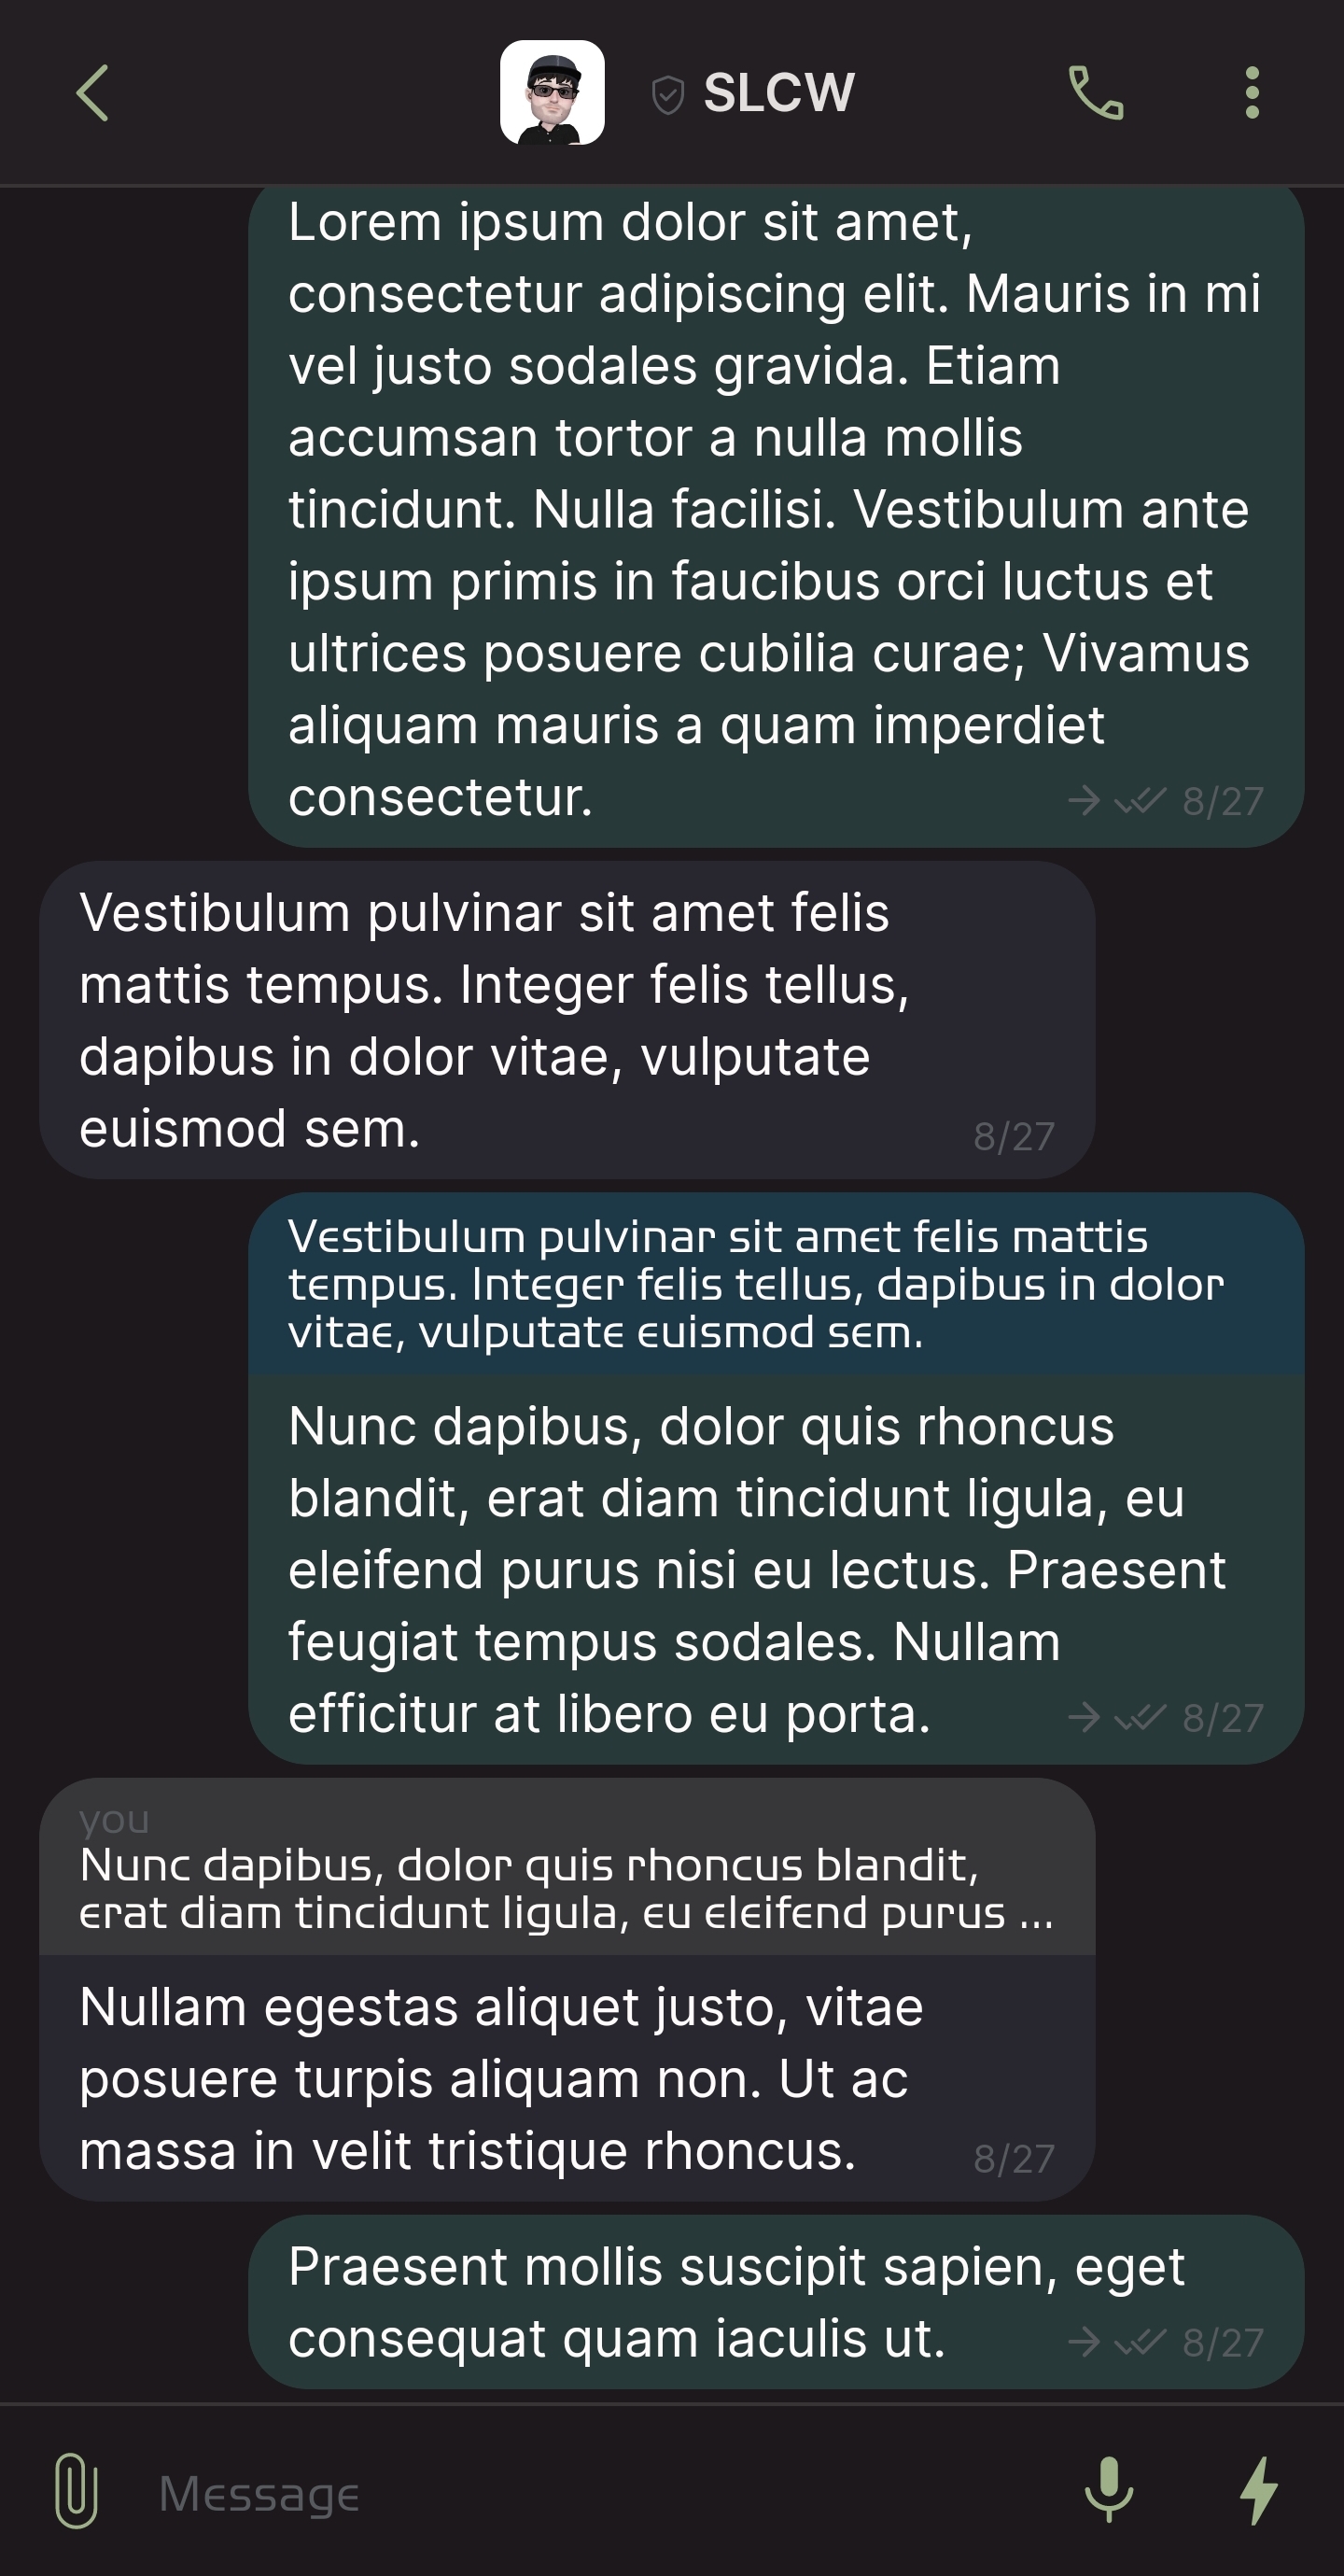 SLCW
Lorem ipsum dolor sit amet,
consectetur adipiscing elit. Mauris in mi
vel justo sodales gravida. Etiam
accumsan tortor a nulla mollis
tincidunt. Nulla facilisi. Vestibulum ante
ipsum primis in faucibus orci luctus et
ultrices posuere cubilia curae; Vivamus
aliquam mauris a quam imperdiet
consectetur.
8/27
Vestibulum pulvinar sit amet felis
mattis tempus. Integer felis tellus,
dapibus in dolor vitae, vulputate
euismod sem.
8/27
Vestibulum pulvinar sit amet felis mattis
tempus. Integer felis tellus, dapibus in dolor
vitae, vulputate euismod sem.
Nunc dapibus, dolor quis rhoncus
blandit, erat diam tincidunt ligula, eu
eleifend purus nisi eu lectus. Praesent
feugiat tempus sodales. Nullam
efficitur at libero eu porta.
8/27
you
Nunc dapibus, dolor quis rhoncus blandit,
erat diam tincidunt ligula, eu eleifend purus ...
Nullam egestas aliquet justo, vitae
posuere turpis aliquam non. Ut ac
massa in velit tristique rhoncus.
8/27
Praesent mollis suscipit sapien, eget
consequat quam iaculis ut.
8/27
Message